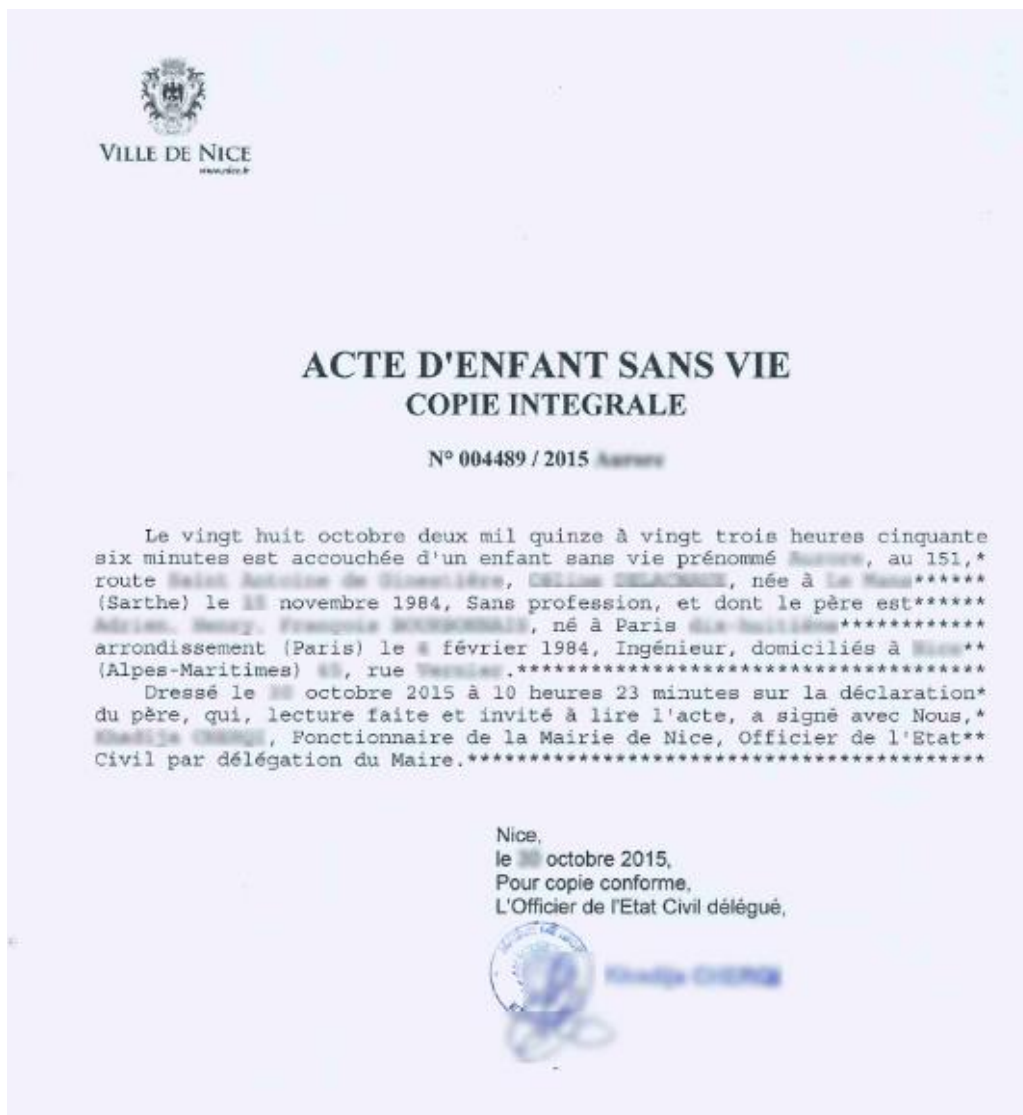 VILLE DE NICE
www.nice.fr
ACTE D'ENFANT SANS VIE
COPIE INTEGRALE
N° 004489 / 2015
Le vingt huit octobre deux mil quinze à vingt trois heures cinquante
six minutes est accouchée d'un enfant sans vie prénommé , au 151,*
route , née à ******
(Sarthe) le novembre 1984, Sans profession, et dont le père est******
, né à Paris ************
arrondissement (Paris) le février 1984, Ingénieur, domiciliés à **
(Alpes-Maritimes) , rue .**************************************
Dressé le octobre 2015 à 10 heures 23 minutes sur la déclaration*
du père, qui, lecture faite et invité à lire l'acte, a signé avec Nous,*
, Fonctionnaire de la Mairie de Nice, Officier de l'Etat**
Civil par délégation du Maire.******************************************
Nice,
le octobre 2015,
Pour copie conforme,
L'Officier de l'Etat Civil délégué,